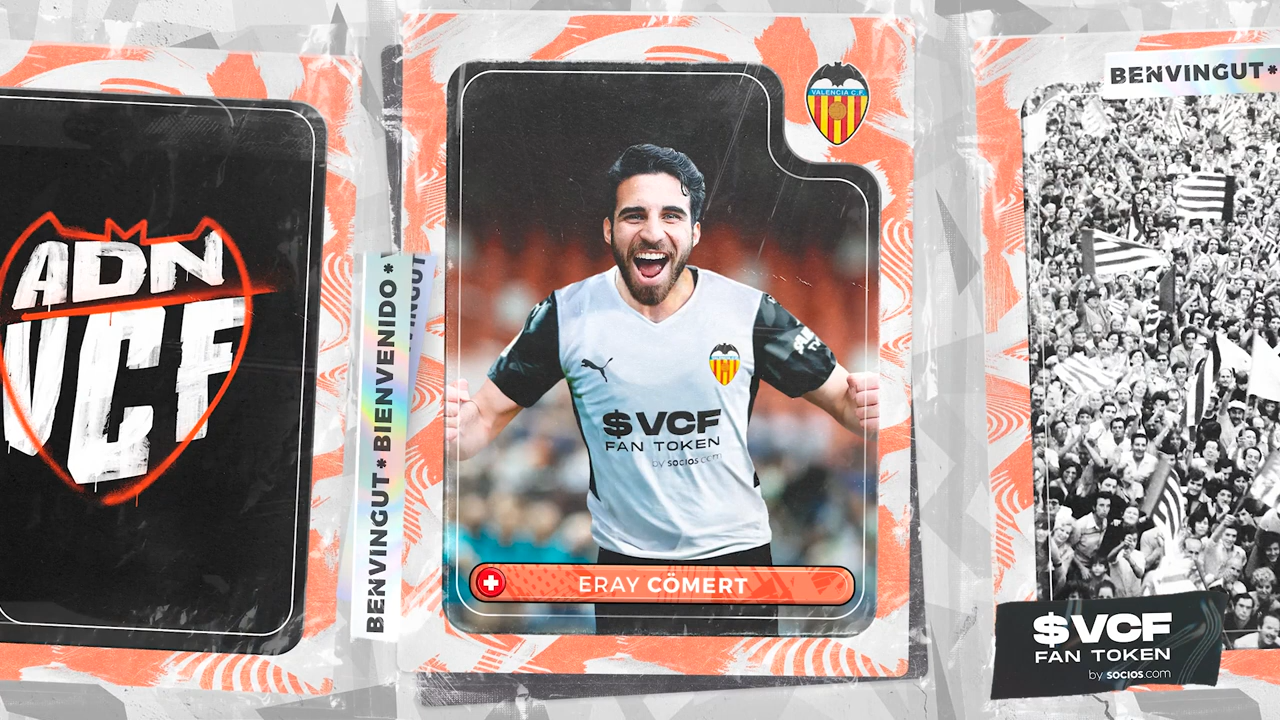 ADN
VCF
BENVINGUT * BIENVENIDO *
VINGUT
VALENCIA C.F.
$VCF
FAN TOKEN
by socios.com
ERAY CÖMERT
BENVINGUT *
$VCF
FAN TOKEN
by socios.com